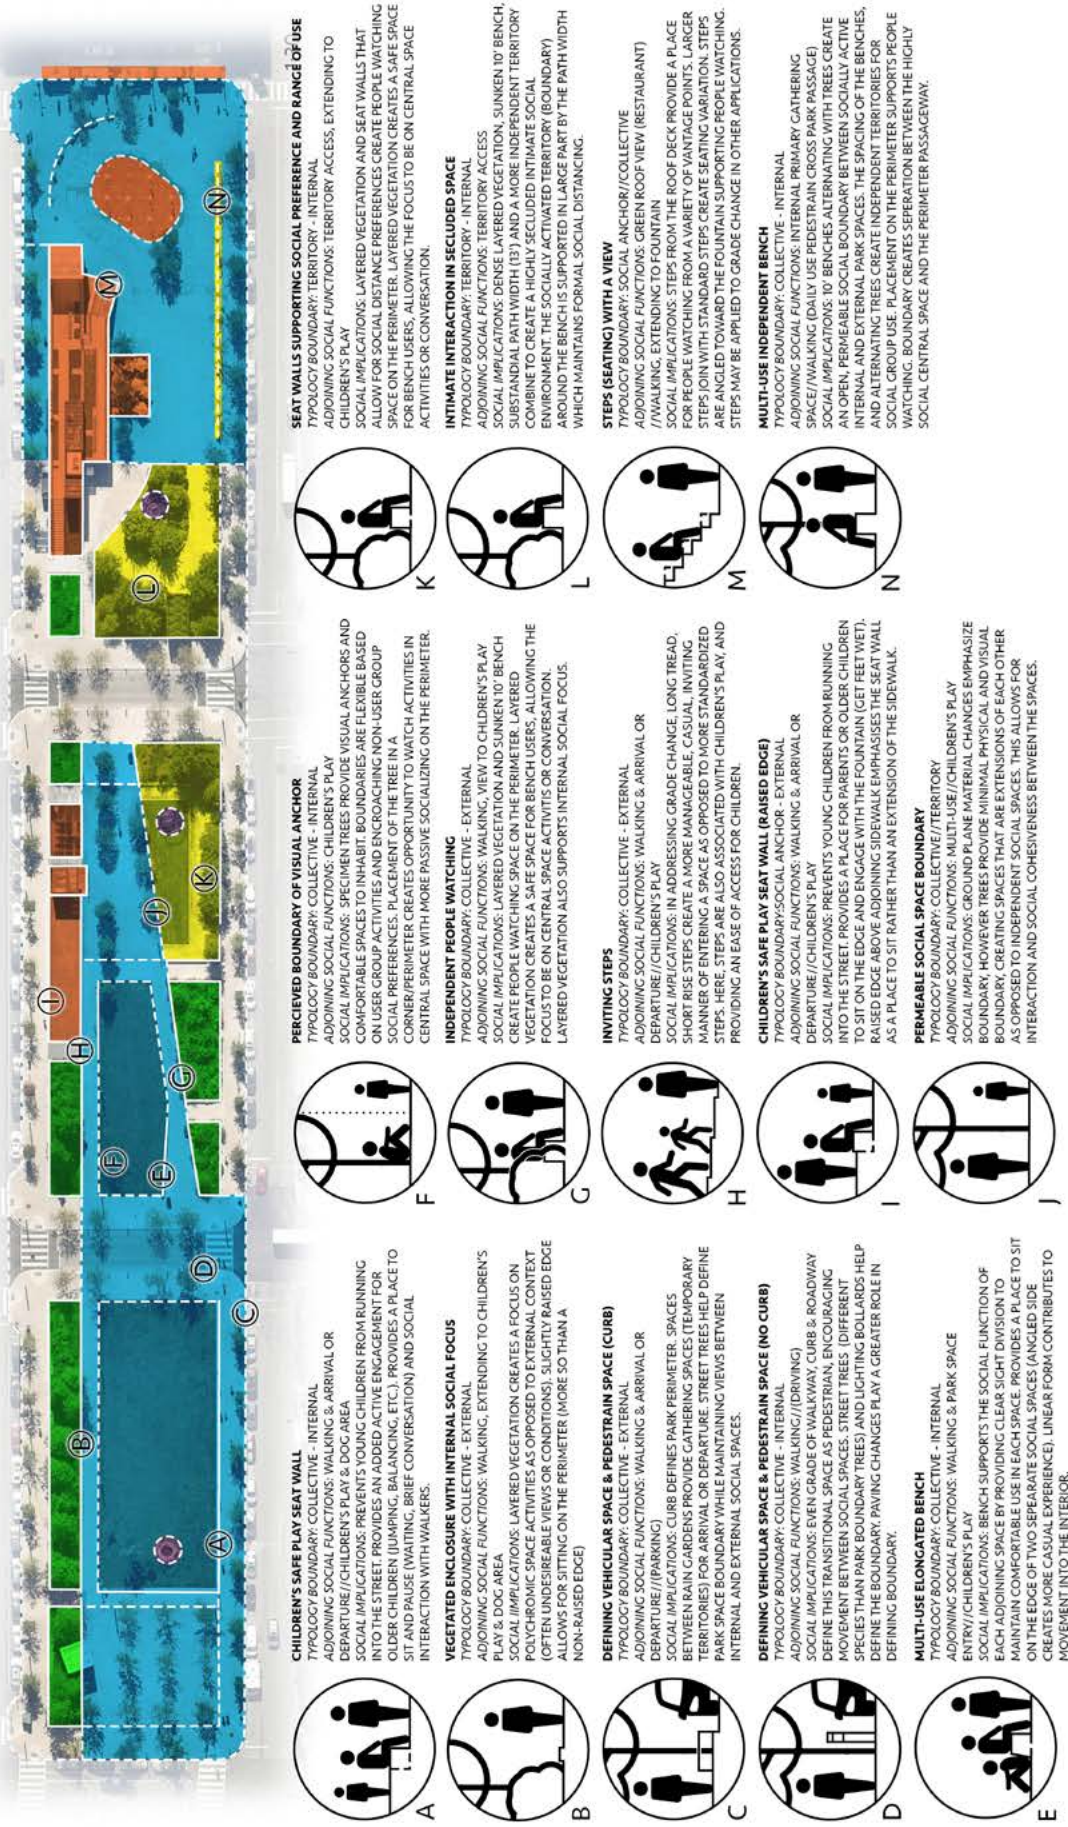 A
B
C
D
E
F
G
H
I
J
K
L
M
N
A
CHILDREN'S SAFE PLAY SEAT WALL
TYPOLOGY BOUNDARY: COLLECTIVE - INTERNAL
ADJOINING SOCIAL FUNCTIONS: WALKING & ARRIVAL OR
DEPARTURE//CHILDREN'S PLAY & DOG AREA
SOCIAL IMPLICATIONS: PREVENTS YOUNG CHILDREN FROM RUNNING
INTO THE STREET. PROVIDES AN ADDED ACTIVE ENGAGEMENT FOR
OLDER CHILDREN (JUMPING, BALANCING, ETC.). PROVIDES A PLACE TO
SIT AND PAUSE (WAITING, BRIEF CONVERSATION) AND SOCIAL
INTERACTION WITH WALKERS.
B
VEGETATED ENCLOSURE WITH INTERNAL SOCIAL FOCUS
TYPOLOGY BOUNDARY: COLLECTIVE - EXTERNAL
ADJOINING SOCIAL FUNCTIONS: WALKING, EXTENDING TO CHILDREN'S
PLAY & DOG AREA
SOCIAL IMPLICATIONS: LAYERED VEGETATION CREATES A FOCUS ON
POLYCHROMIC SPACE ACTIVITIES AS OPPOSED TO EXTERNAL CONTEXT
(OFTEN UNDESIREABLE VIEWS OR CONDITIONS). SLIGHTLY RAISED EDGE
ALLOWS FOR SITTING ON THE PERIMETER (MORE SO THAN A
NON-RAISED EDGE)
C
DEFINING VEHICULAR SPACE & PEDESTRAIN SPACE (CURB)
TYPOLOGY BOUNDARY: COLLECTIVE - EXTERNAL
ADJOINING SOCIAL FUNCTIONS: WALKING & ARRIVAL OR
DEPARTURE//(PARKING)
SOCIAL IMPLICATIONS: CURB DEFINES PARK PERIMETER. SPACES
BETWEEN RAIN GARDENS PROVIDE GATHERING SPACES (TEMPORARY
TERRITORIES) FOR ARRIVAL OR DEPARTURE. STREET TREES HELP DEFINE
PARK SPACE BOUNDARY WHILE MAINTAINING VIEWS BETWEEN
INTERNAL AND EXTERNAL SOCIAL SPACES.
D
DEFINING VEHICULAR SPACE & PEDESTRAIN SPACE (NO CURB)
TYPOLOGY BOUNDARY: COLLECTIVE - INTERNAL
ADJOINING SOCIAL FUNCTIONS: WALKING//(DRIVING)
SOCIAL IMPLICATIONS: EVEN GRADE OF WALKWAY, CURB & ROADWAY
DEFINE THIS TRANSITIONAL SPACE AS PEDESTRIAN, ENCOURAGING
MOVEMENT BETWEEN SOCIAL SPACES. STREET TREES (DIFFERENT
SPECIES THAN PARK BOUNDARY TREES) AND LIGHTING BOLLARDS HELP
DEFINE THE BOUNDARY. PAVING CHANGES PLAY A GREATER ROLE IN
DEFINING BOUNDARY.
E
MULTI-USE ELONGATED BENCH
TYPOLOGY BOUNDARY: COLLECTIVE - INTERNAL
ADJOINING SOCIAL FUNCTIONS: WALKING & PARK SPACE
ENTRY//CHILDREN'S PLAY
SOCIAL IMPLICATIONS: BENCH SUPPORTS THE SOCIAL FUNCTION OF
EACH ADJOINING SPACE BY PROVIDING CLEAR SIGHT DIVISION TO
MAINTAIN COMFORTABLE USE IN EACH SPACE. PROVIDES A PLACE TO SIT
ON THE EDGE OF TWO SPEARATE SOCIAL SPACES (ANGLED SIDE
CREATES MORE CASUAL EXPERIENCE). LINEAR FORM CONTRIBUTES TO
MOVEMENT INTO THE INTERIOR.
F
PERCIEVED BOUNDARY OF VISUAL ANCHOR
TYPOLOGY BOUNDARY: COLLECTIVE - INTERNAL
ADJOINING SOCIAL FUNCTIONS: CHILDREN'S PLAY
SOCIAL IMPLICATIONS: SPECIMEN TREES PROVIDE VISUAL ANCHORS AND
COMFORTABLE SPACES TO INHABIT. BOUNDARIES ARE FLEXIBLE BASED
ON USER GROUP ACTIVITIES AND ENCROACHING NON-USER GROUP
SOCIAL PREFERENCES. PLACEMENT OF THE TREE IN A
CORNER/PERIMETER CREATES OPPORTUNITY TO WATCH ACTIVITIES IN
CENTRAL SPACE WITH MORE PASSIVE SOCIALIZING ON THE PERIMETER.
G
INDEPENDENT PEOPLE WATCHING
TYPOLOGY BOUNDARY: COLLECTIVE - EXTERNAL
ADJOINING SOCIAL FUNCTIONS: WALKING, VIEW TO CHILDREN'S PLAY
SOCIAL IMPLICATIONS: LAYERED VEGETATION AND SUNKEN 10' BENCH
CREATE PEOPLE WATCHING SPACE ON THE PERIMETER. LAYERED
VEGETATION CREATES A SAFE SPACE FOR BENCH USERS, ALLOWING THE
FOCUS TO BE ON CENTRAL SPACE ACTIVITIS OR CONVERSATION.
LAYERED VEGETATION ALSO SUPPORTS INTERNAL SOCIAL FOCUS.
H
INVITING STEPS
TYPOLOGY BOUNDARY: COLLECTIVE - EXTERNAL
ADJOINING SOCIAL FUNCTIONS: WALKING & ARRIVAL OR
DEPARTURE//CHILDREN'S PLAY
SOCIAL IMPLICATIONS: IN ADDRESSING GRADE CHANGE, LONG TREAD,
SHORT RISE STEPS CREATE A MORE MANAGEABLE, CASUAL, INVITING
MANNER OF ENTERING A SPACE AS OPPOSED TO MORE STANDARDIZED
STEPS. HERE, STEPS ARE ALSO ASSOCIATED WITH CHILDREN'S PLAY, AND
PROVIDING AN EASE OF ACCESS FOR CHILDREN.
I
CHILDREN'S SAFE PLAY SEAT WALL (RAISED EDGE)
TYPOLOGY BOUNDARY:SOCIAL ANCHOR - EXTERNAL
ADJOINING SOCIAL FUNCTIONS: WALKING & ARRIVAL OR
DEPARTURE//CHILDREN'S PLAY
SOCIAL IMPLICATIONS: PREVENTS YOUNG CHILDREN FROM RUNNING
INTO THE STREET. PREOVIDES A PLACE FOR PARENTS OR OLDER CHILDREN
TO SIT ON THE EDGE AND ENGAGE WITH THE FOUNTAIN (GET FEET WET).
RAISED EDGE ABOVE ADJOINING SIDEWALK EMPHASISES THE SEAT WALL
AS A PLACE TO SIT RATHER THAN AN EXTENSION OF THE SIDEWALK.
J
PERMEABLE SOCIAL SPACE BOUNDARY
TYPOLOGY BOUNDARY: COLLECTIVE//TERRITORY
ADJOINING SOCIAL FUNCTIONS: MULTI-USE//CHILDREN'S PLAY
SOCIAL IMPLICATIONS: GROUND PLANE MATERIAL CHANGES EMPHASIZE
BOUNDARY, HOWEVER TREES PROVIDE MINIMAL PHYSICAL AND VISUAL
BOUNDARY, CREATING SPACES THAT ARE EXTENSIONS OF EACH OTHER
AS OPPOSED TO INDEPENDENT SOCIAL SPACES. THIS ALLOWS FOR
INTERACTION AND SOCIAL COHESIVENESS BETWEEN THE SPACES.
K
SEAT WALLS SUPPORTING SOCIAL PREFERENCE AND RANGE OF USE
TYPOLOGY BOUNDARY: TERRITORY - INTERNAL
ADJOINING SOCIAL FUNCTIONS: TERRITORY ACCESS, EXTENDING TO
CHILDREN'S PLAY
SOCIAL IMPLICATIONS: LAYERED VEGETATION AND SEAT WALLS THAT
ALLOW FOR SOCIAL DISTANCE PREFERENCES CREATE PEOPLE WATCHING
SPACE ON THE PERIMETER. LAYERED VEGETATION CREATES A SAFE SPACE
FOR BENCH USERS, ALLOWING THE FOCUS TO BE ON CENTRAL SPACE
ACTIVITIES OR CONVERSATION.
L
INTIMATE INTERACTION IN SECLUDED SPACE
TYPOLOGY BOUNDARY: TERRITORY - INTERNAL
ADJOINING SOCIAL FUNCTIONS: TERRITORY ACCESS
SOCIAL IMPLICATIONS: DENSE LAYERED VEGETATION, SUNKEN 10' BENCH,
SUBSTANDIAL PATH WIDTH (13') AND A MORE INDEPENDENT TERRITORY
COMBINE TO CREATE A HIGHLY SECLUDED INTIMATE SOCIAL
ENVIRONMENT. THE SOCIALLY ACTIVATED TERRITORY (BOUNDARY)
AROUND THE BENCH IS SUPPORTED IN LARGE PART BY THE PATH WIDTH
WHICH MAINTAINS FORMAL SOCIAL DISTANCING.
M
STEPS (SEATING) WITH A VIEW
TYPOLOGY BOUNDARY: SOCIAL ANCHOR//COLLECTIVE
ADJOINING SOCIAL FUNCTIONS: GREEN ROOF VIEW (RESTAURANT)
//WALKING, EXTENDING TO FOUNTAIN
SOCIAL IMPLICATIONS: STEPS FROM THE ROOF DECK PROVIDE A PLACE
FOR PEOPLE WATCHING FROM A VARIETY OF VANTAGE POINTS. LARGER
STEPS JOIN WITH STANDARD STEPS CREATE SEATING VARIATION. STEPS
ARE ANGLED TOWARD THE FOUNTAIN SUPPORTING PEOPLE WATCHING.
STEPS MAY BE APPLIED TO GRADE CHANGE IN OTHER APPLICATIONS.
N
MULTI-USE INDEPENDENT BENCH
TYPOLOGY BOUNDARY: COLLECTIVE - INTERNAL
ADJOINING SOCIAL FUNCTIONS: INTERNAL PRIMARY GATHERING
SPACE//WALKING (DAILY USE PEDESTRAIN CROSS PARK PASSAGE)
SOCIAL IMPLICATIONS: 10' BENCHES ALTERNATING WITH TREES CREATE
AN OPEN, PERMEABLE SOCIAL BOUNDARY BETWEEN SOCIALLY ACTIVE
INTERNAL AND EXTERNAL PARK SPACES. THE SPACING OF THE BENCHES,
AND ALTERNATING TREES CREATE INDEPENDENT TERRITORIES FOR
SOCIAL GROUP USE. PLACEMENT ON THE PERIMETER SUPPORTS PEOPLE
WATCHING. BOUNDARY CREATES SEPERATION BETWEEN THE HIGHLY
SOCIAL CENTRAL SPACE AND THE PERIMETER PASSAGEWAY.